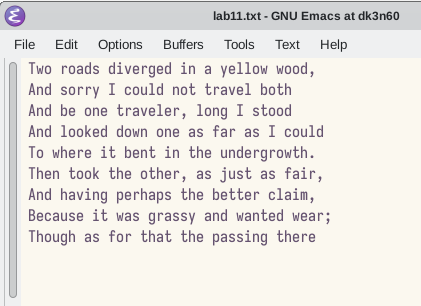 lab11.txt - GNU Emacs at dk3n60
File Edit Options Buffers Tools Text Help
Two roads diverged in a yellow wood,
And sorry I could not travel both
And be one traveler, long I stood
And looked down one as far as I could
To where it bent in the undergrowth.
Then took the other, as just as fair,
And having perhaps the better claim,
Because it was grassy and wanted wear;
Though as for that the passing there